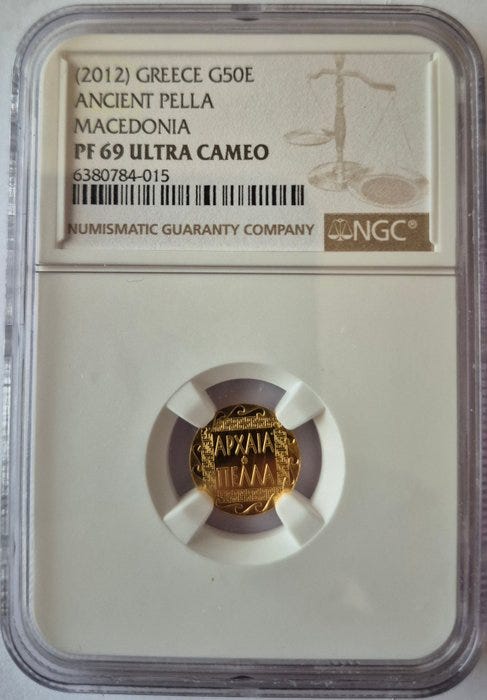 (2012) GREECE G50E
ANCIENT PELLA
MACEDONIA
PF 69 ULTRA CAMEO
6380784-015
NUMISMATIC GUARANTY COMPANY
NGC®
ΑΡΧΑΙΑ
ΠΕΛΛΑ